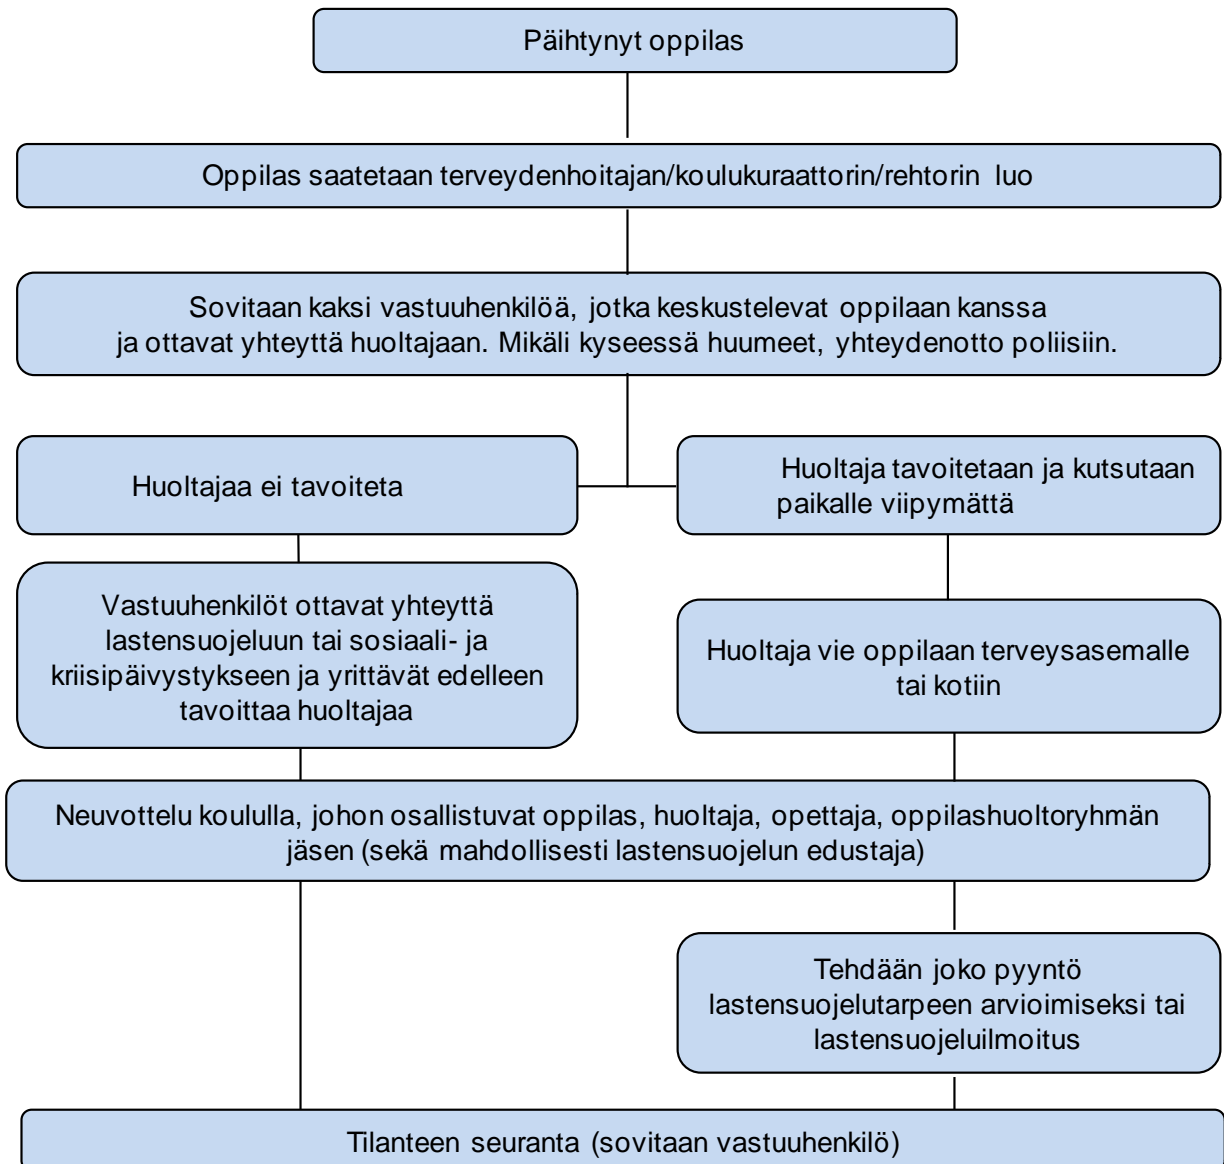 Päihtynyt oppilas
Oppilas saatetaan terveydenhoitajan/koulukuraattorin/rehtorin luo
Sovitaan kaksi vastuuhenkilöä, jotka keskustelevat oppilaan kanssa
ja ottavat yhteyttä huoltajaan. Mikäli kyseessä huumeet, yhteydenotto poliisiin.
Huoltajaa ei tavoiteta
Huoltaja tavoitetaan ja kutsutaan
paikalle viipymättä
Vastuuhenkilöt ottavat yhteyttä
lastensuojeluun tai sosiaali- ja
kriisipäivystykseen ja yrittävät edelleen
tavoittaa huoltajaa
Huoltaja vie oppilaan terveysasemalle
tai kotiin
Neuvottelu koululla, johon osallistuvat oppilas, huoltaja, opettaja, oppilashuoltoryhmän
jäsen (sekä mahdollisesti lastensuojelun edustaja)
Tehdään joko pyyntö
lastensuojelutarpeen arvioimiseksi tai
lastensuojeluilmoitus
Tilanteen seuranta (sovitaan vastuuhenkilö)